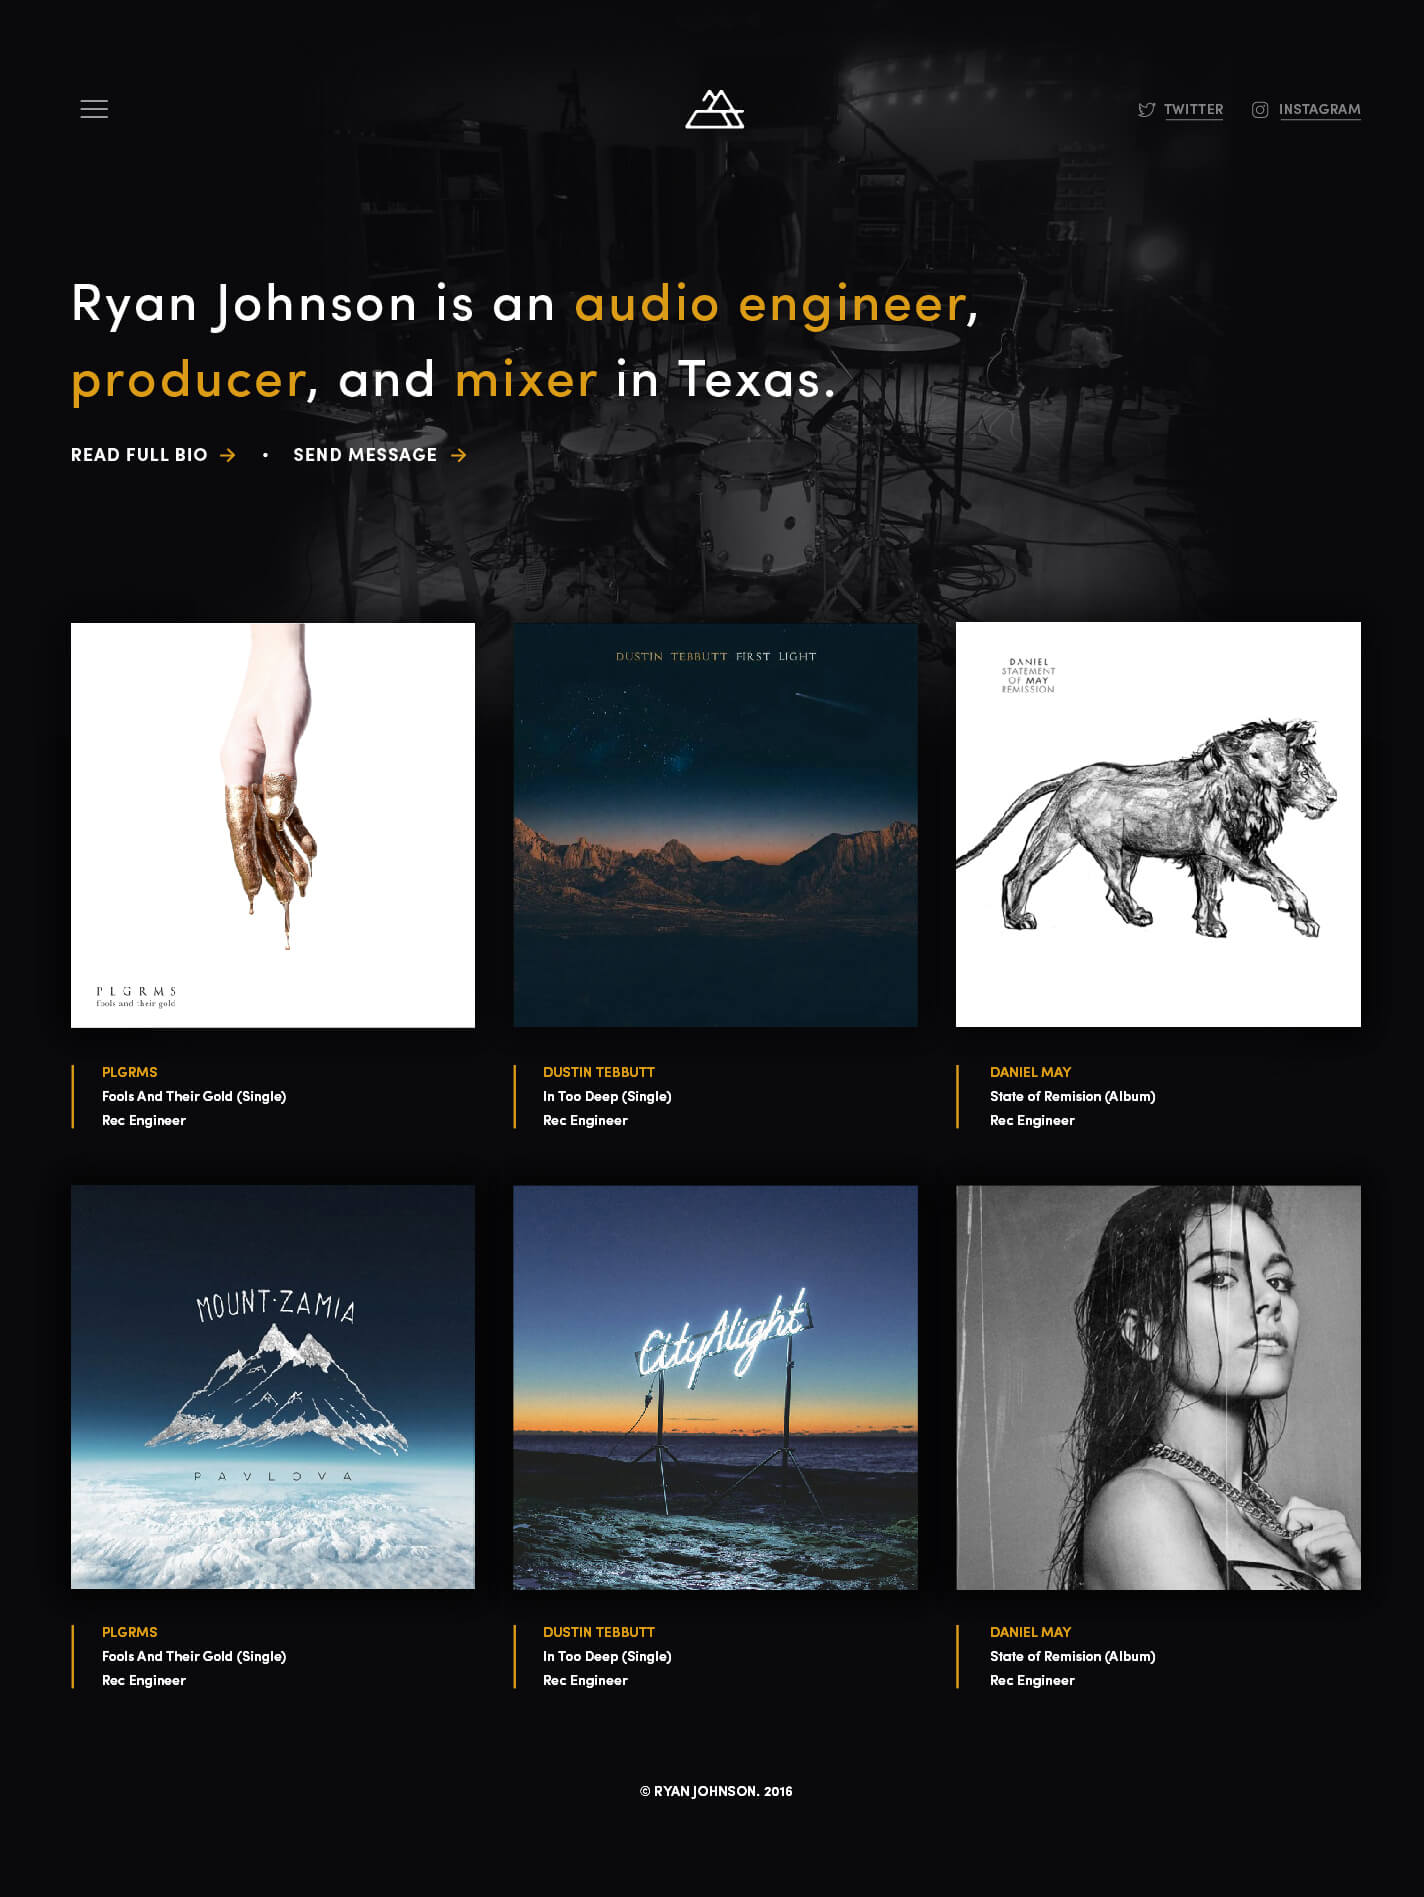 TWITTER
INSTAGRAM
Ryan Johnson is an audio engineer,
producer, and mixer in Texas.
READ FULL BIO
•
SEND MESSAGE
PLGRMS
fools and their gold
DUSTIN TEBBUTT FIRST LIGHT
DANIEL
STATEMENT
OF MAY
REMISSION
PLGRMS
Fools And Their Gold (Single)
Rec Engineer
DUSTIN TEBBUTT
In Too Deep (Single)
Rec Engineer
DANIEL MAY
State of Remision (Album)
Rec Engineer
MOUNT·ZAMIA
PAVLOVA
CityAlight
PLGRMS
Fools And Their Gold (Single)
Rec Engineer
DUSTIN TEBBUTT
In Too Deep (Single)
Rec Engineer
DANIEL MAY
State of Remision (Album)
Rec Engineer
© RYAN JOHNSON. 2016